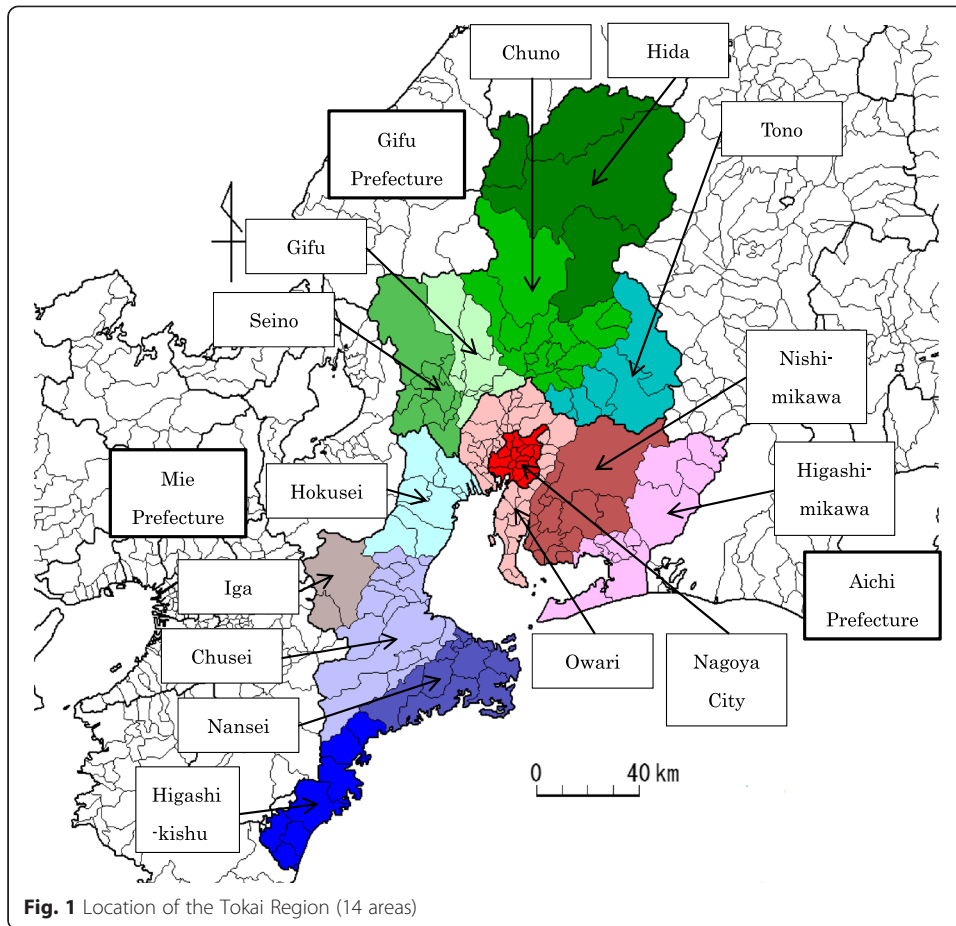 Chuno
Hida
Gifu
Prefecture
Tono
Gifu
Seino
Nishi-
mikawa
Mie
Prefecture
Hokusei
Higashi-
mikawa
Iga
Aichi
Prefecture
Chusei
Owari
Nagoya
City
Nansei
0 40 km
Higashi
-kishu
Fig. 1 Location of the Tokai Region (14 areas)